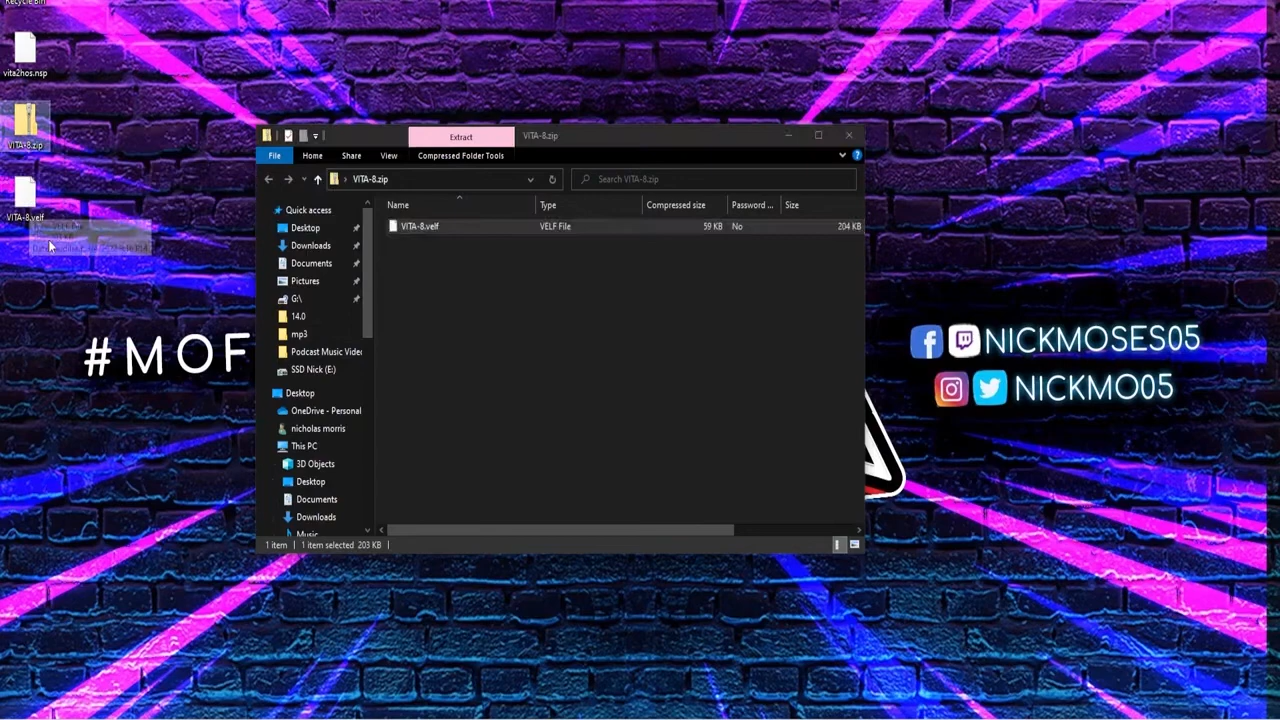 Recycle Bin
vita2hos.nsp
VITA-8.zip
VITA-8.velf
Extract
VITA-8.zip
File
Home
Share
View
Compressed Folder Tools
VITA-8.zip
Search VITA-8.zip
Name
Type
Compressed size
Password ...
Size
VITA-8.velf
VELF File
59 KB
No
204 KB
Quick access
Desktop
Downloads
Documents
Pictures
G:\
14.0
mp3
Podcast Music Video
SSD Nick (E:)
Desktop
OneDrive - Personal
nicholas morris
This PC
3D Objects
Desktop
Documents
Downloads
Music
1 item
1 item selected 203 KB
#MOF
NICKMOSES05
NICKMO05